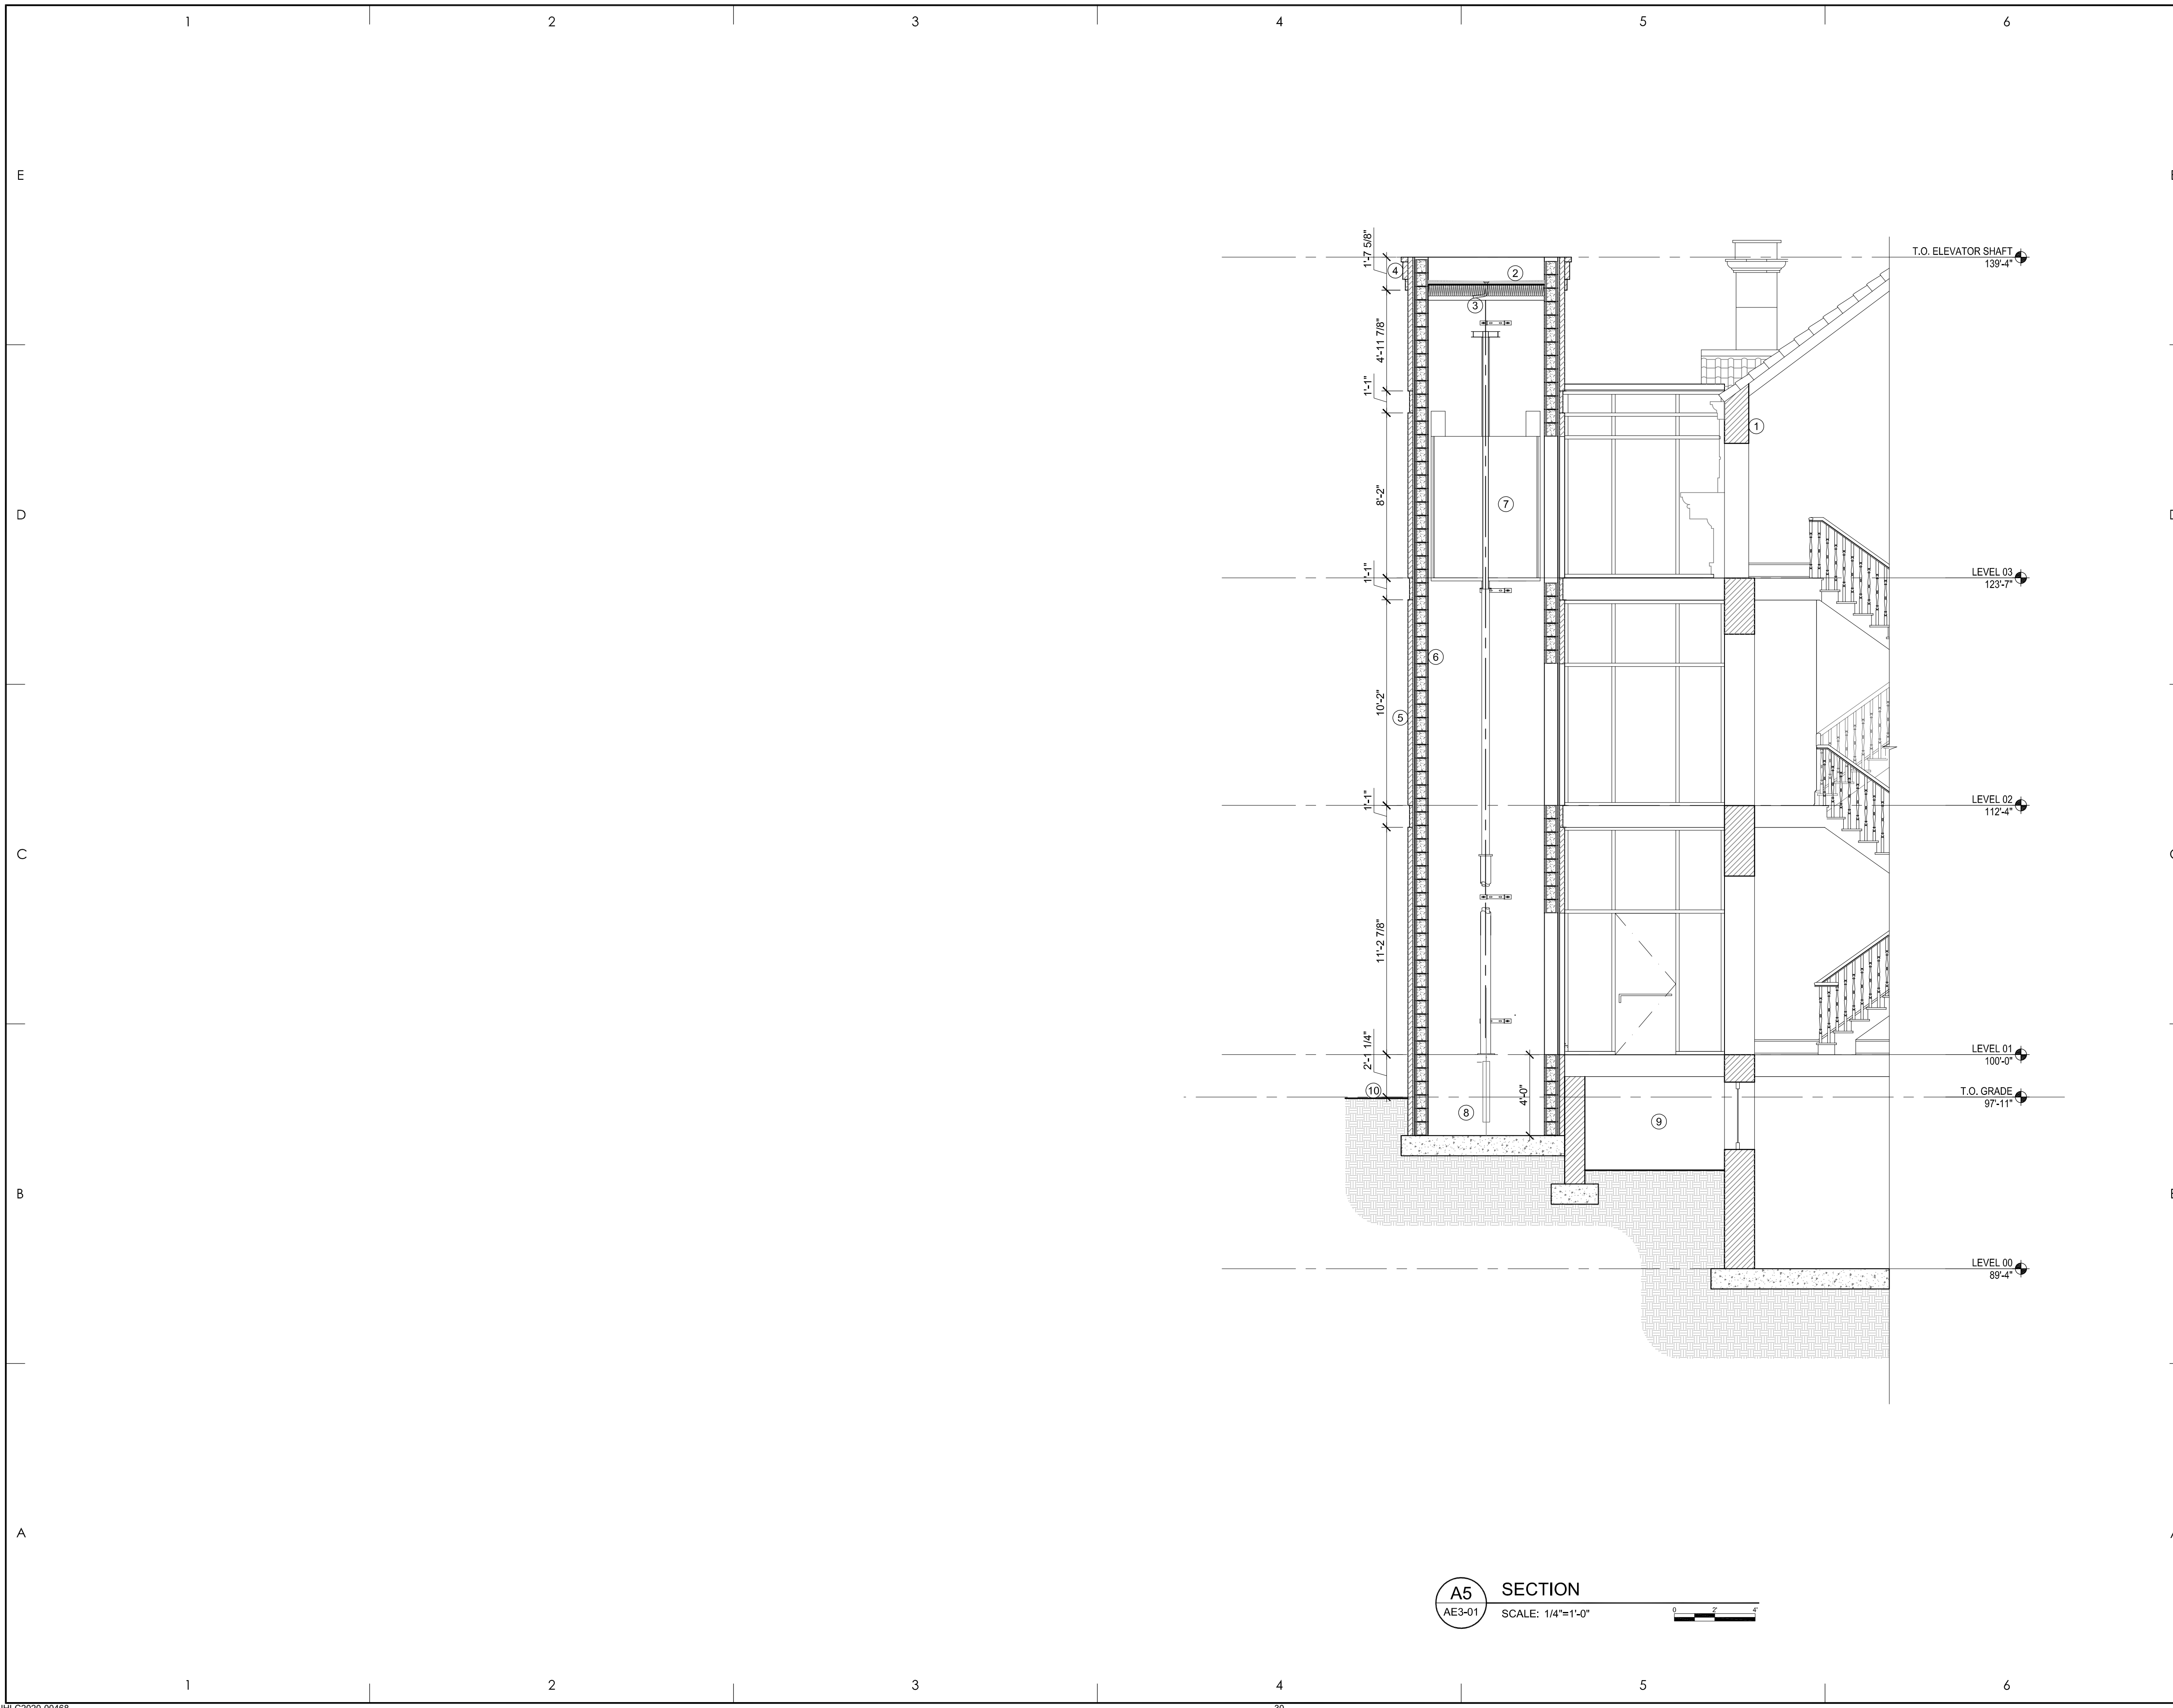 1 2 3 4 5 6
E
D
C
B
A
1'-7 5/8"
4'-11 7/8"
1'-1"
8'-2"
1'-1"
10'-2"
1'-1"
11'-2 7/8"
2'-1 1/4"
4'-0"
4
2
3
1
7
6
5
10
8
9
T.O. ELEVATOR SHAFT
139'-4"
LEVEL 03
123'-7"
LEVEL 02
112'-4"
LEVEL 01
100'-0"
T.O. GRADE
97'-11"
LEVEL 00
89'-4"
A5
AE3-01
SECTION
SCALE: 1/4"=1'-0"
0 2' 4'
1 2 3 4 5 6